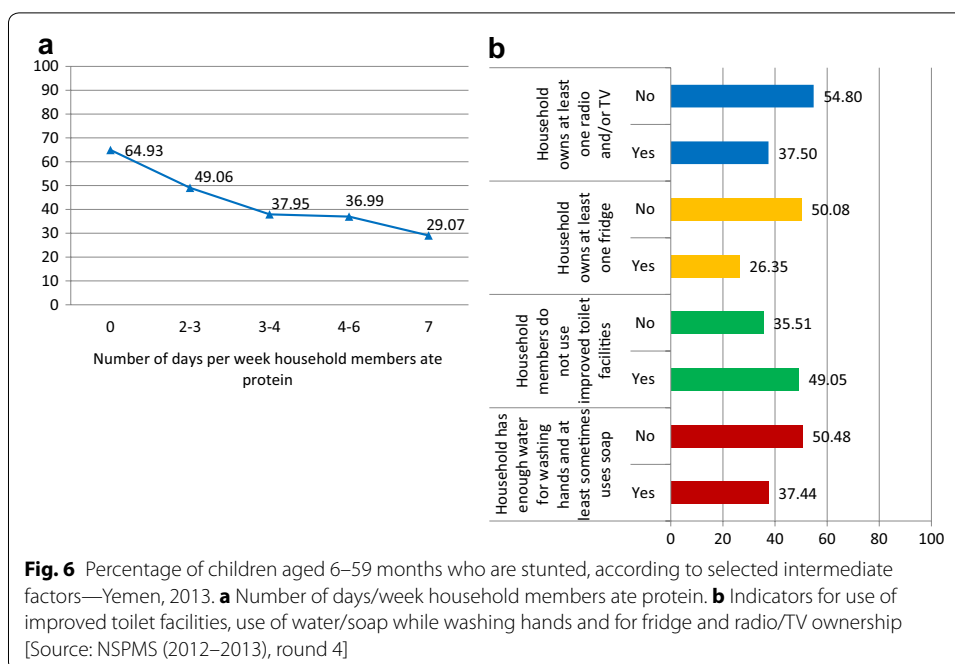 a
100
90
80
70
60
50
40
30
20
10
0
64.93
49.06
37.95
36.99
29.07
0 2-3 3-4 4-6 7
Number of days per week household members ate
protein
b
Household
owns at least
one radio
and/or TV
No
54.80
Yes
37.50
Household
owns at least
one fridge
No
50.08
Yes
26.35
Household
members do
not use
improved toilet
facilities
No
35.51
Yes
49.05
Household has
enough water
for washing
hands and at
least sometimes
uses soap
No
50.48
Yes
37.44
0 20 40 60 80 100
Fig. 6 Percentage of children aged 6–59 months who are stunted, according to selected intermediate
factors—Yemen, 2013. a Number of days/week household members ate protein. b Indicators for use of
improved toilet facilities, use of water/soap while washing hands and for fridge and radio/TV ownership
[Source: NSPMS (2012–2013), round 4]